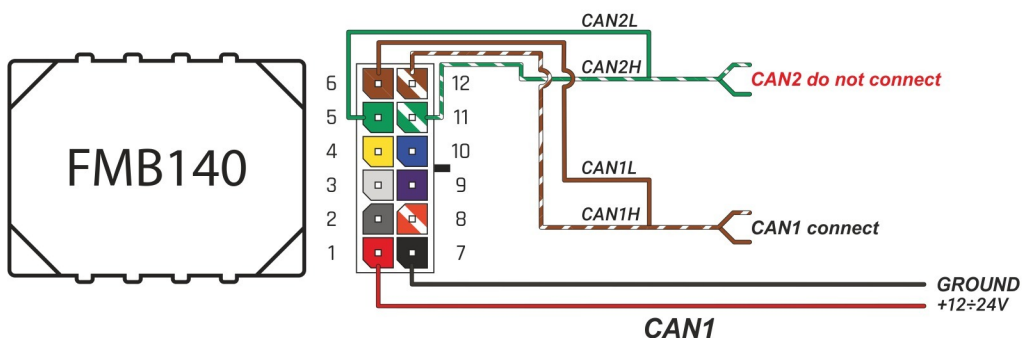 CAN2L
CAN2H
CAN2 do not connect
FMB140
6 12
5 11
4 10
3 9
2 8
1 7
CAN1L
CAN1H
CAN1 connect
GROUND
+12÷24V
CAN1